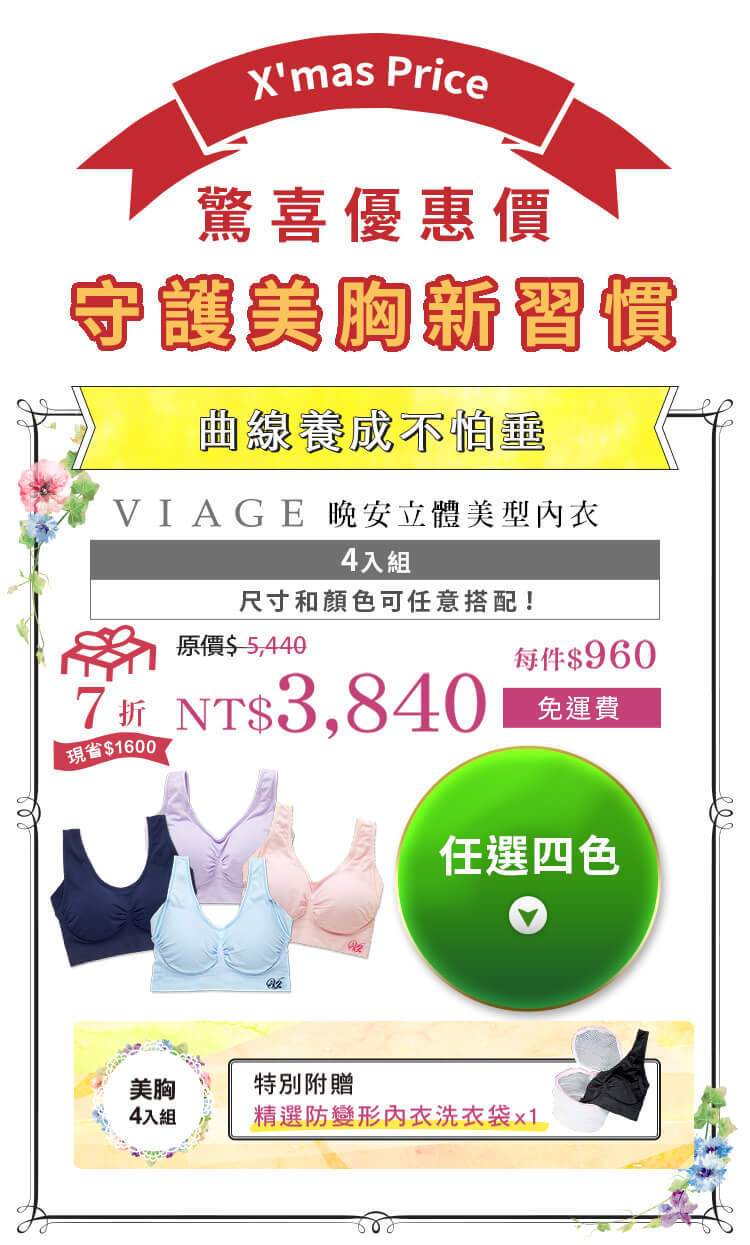 X'mas Price
驚喜優惠價
守護美胸新習慣
曲線養成不怕垂
VIAGE 晚安立體美型內衣
4入組
尺寸和顏色可任意搭配！
原價$ 5,440
每件$960
7折
NT$3,840
免運費
現省$1600
任選四色
美胸
4入組
特別附贈
精選防變形內衣洗衣袋x1